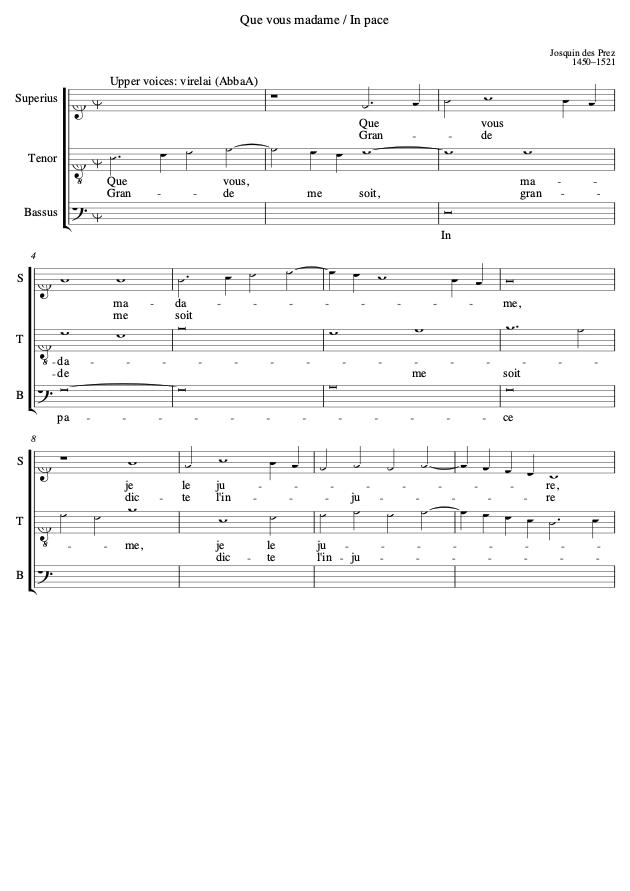 Que vous madame / In pace
Josquin des Prez
1450–1521
Upper voices: virelai (AbbaA)
Superius
Que - vous
Gran - de
Tenor
8
Que vous, ma - -
Gran - de - me soit, gran - -
Bassus
In
4
S
ma - da - - - - - - me,
me soit
T
8
da - - - - - - - - - - - - -
de - - - - - - - - me soit
B
pa - - - - - - - - - ce
8
S
je le ju - - - - - - - - - re,
dic - te l'in - - - ju - - - - re
T
8
- - me, je le ju - - - - - - - -
dic - te l'in - ju - - - - - -
B